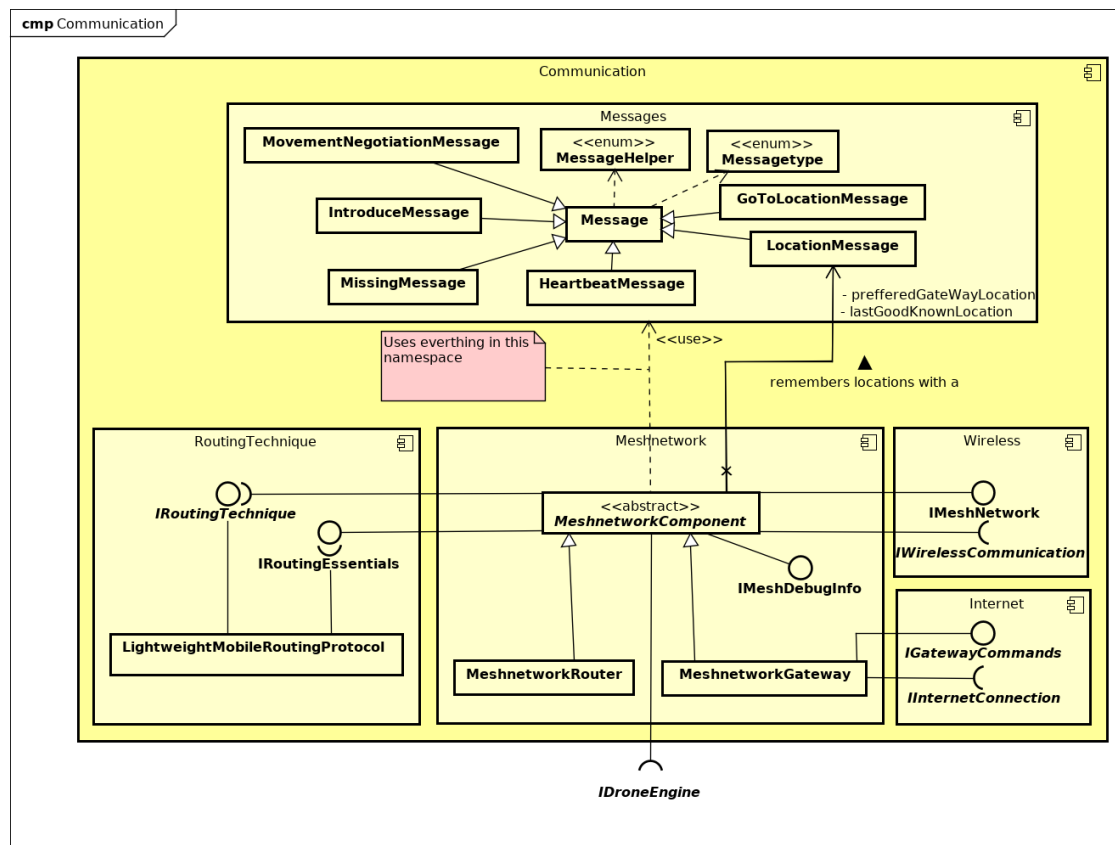 cmp Communication
Communication
Messages
MovementNegotiationMessage
<<enum>>
MessageHelper
<<enum>>
Messagetype
IntroduceMessage
Message
GoToLocationMessage
LocationMessage
MissingMessage
HeartbeatMessage
- prefferedGateWayLocation
- lastGoodKnownLocation
Uses everthing in this
namespace
<<use>>
remembers locations with a
RoutingTechnique
Meshnetwork
Wireless
IRoutingTechnique
<<abstract>>
MeshnetworkComponent
IMeshNetwork
IRoutingEssentials
IWirelessCommunication
IMeshDebugInfo
Internet
LightweightMobileRoutingProtocol
MeshnetworkRouter
MeshnetworkGateway
IGatewayCommands
IInternetConnection
IDroneEngine